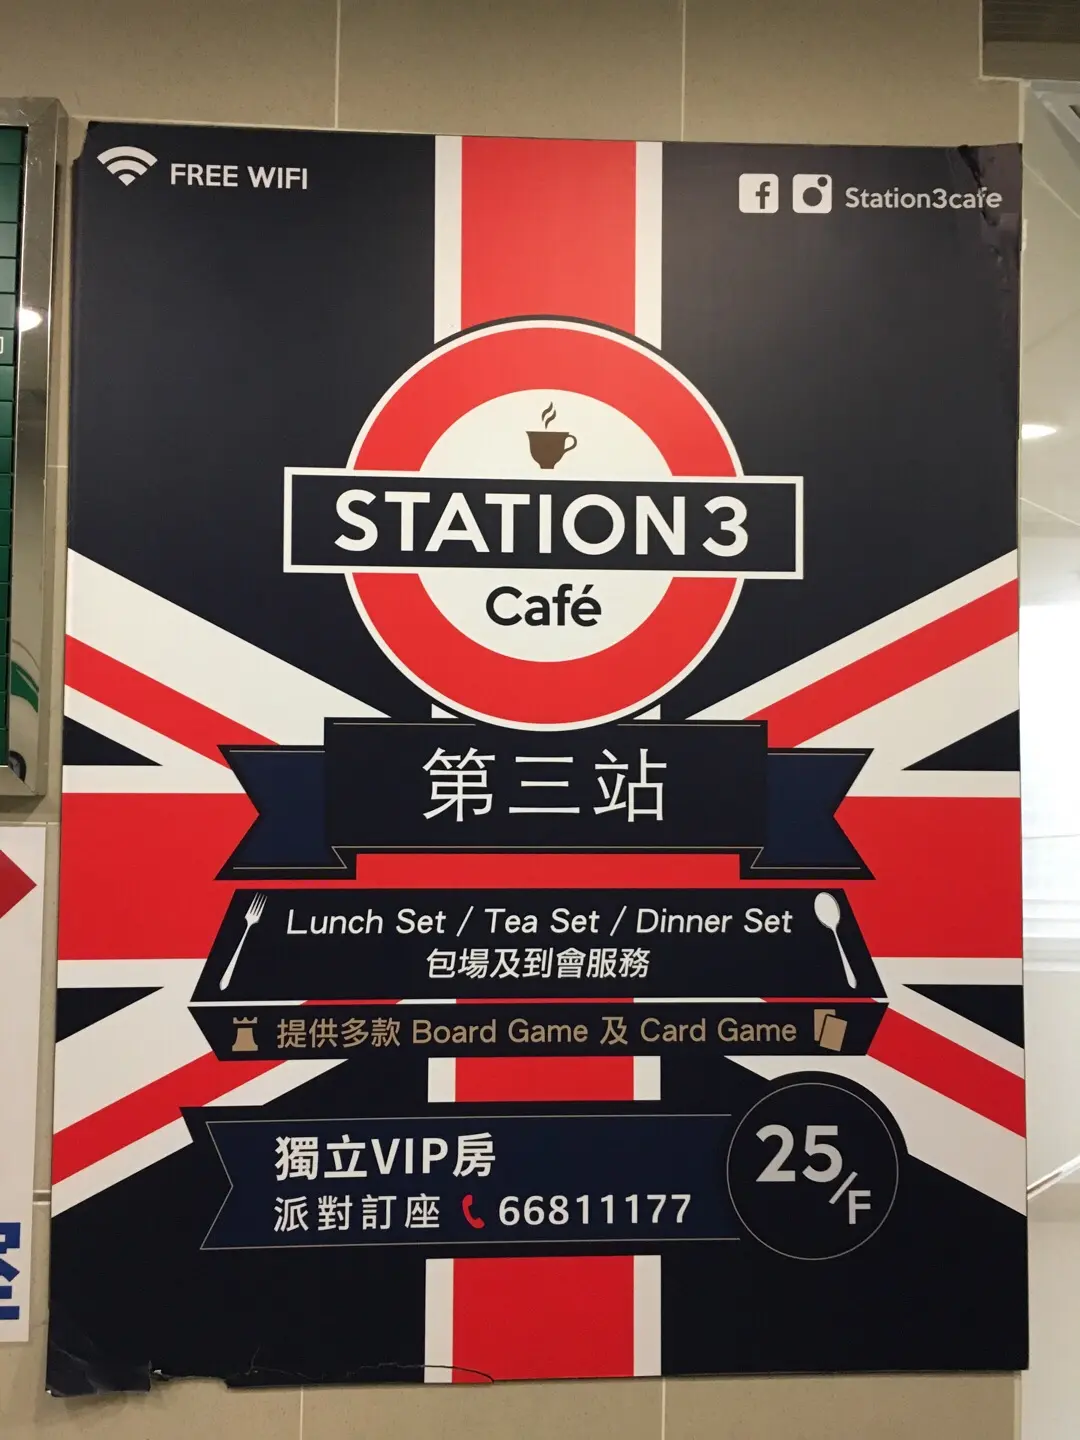 FREE WIFI
Station3cafe
STATION 3
Café
第三站
Lunch Set / Tea Set / Dinner Set
包場及到會服務
提供多款 Board Game 及 Card Game
獨立VIP房
派對訂座 66811177
25/F